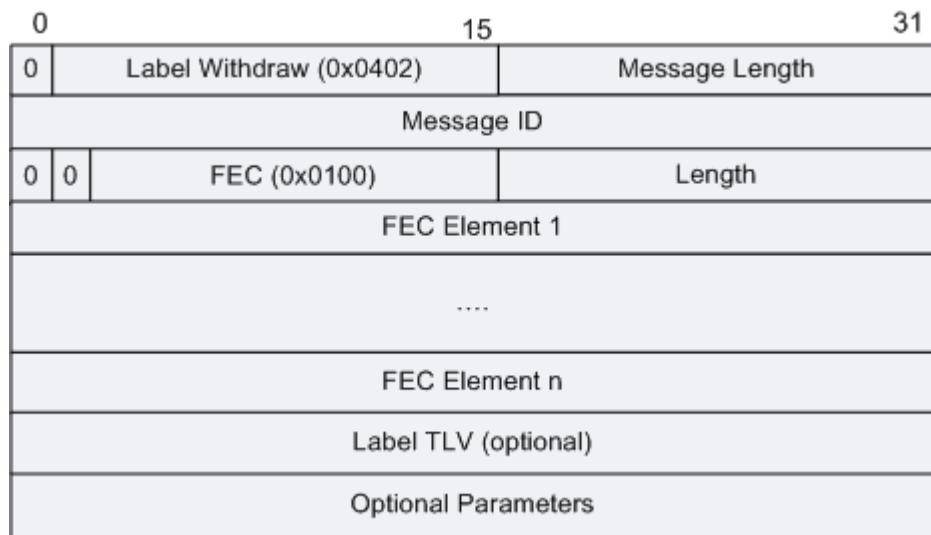 0 15 31
0 Label Withdraw (0x0402) Message Length
Message ID
0 0 FEC (0x0100) Length
FEC Element 1
....
FEC Element n
Label TLV (optional)
Optional Parameters